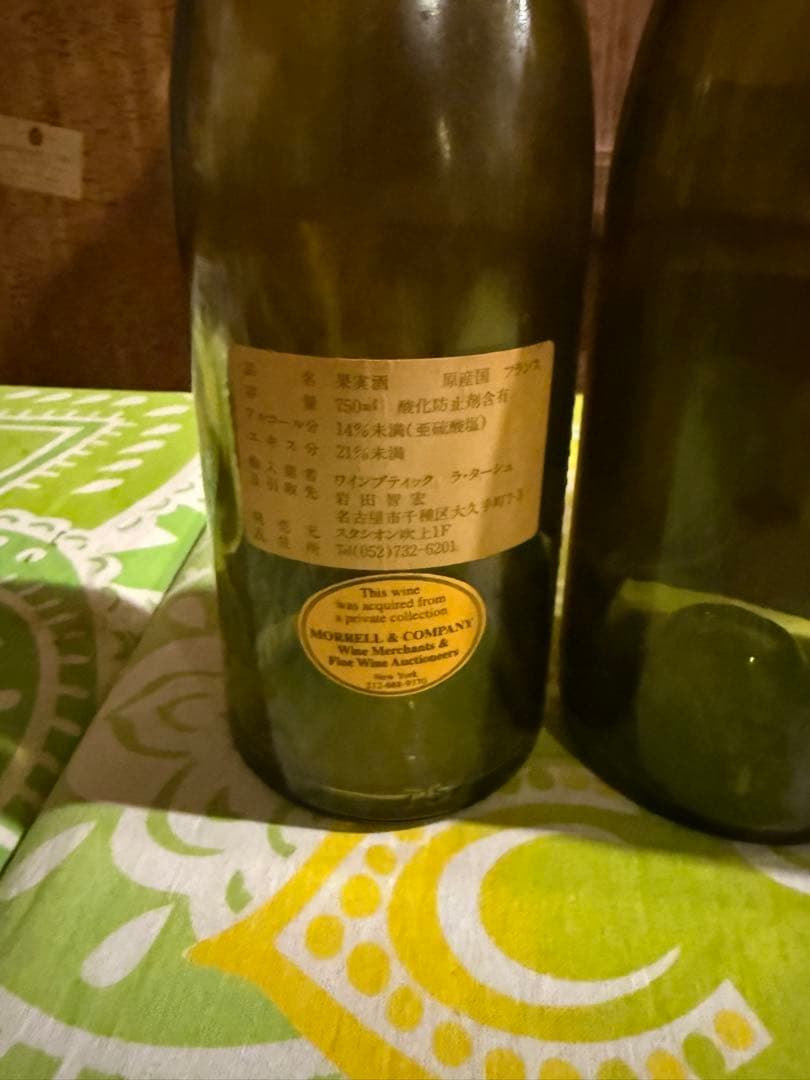 品 名 果実酒 原産国 フランス
容 量 750ml 酸化防止剤含有
アルコール分 14%未満(亜硫酸塩)
エキス分 21%未満
輸入業者 ワインブティック ラ・ターシュ
及引取先 岩田智宏
名古屋市千種区大久手町7-3
スタシオン吹上1F
住所 Tel(052)732-6201
This wine
was acquired from
a private collection
MORRELL & COMPANY
Wine Merchants &
Fine Wine Auctioneers
New York